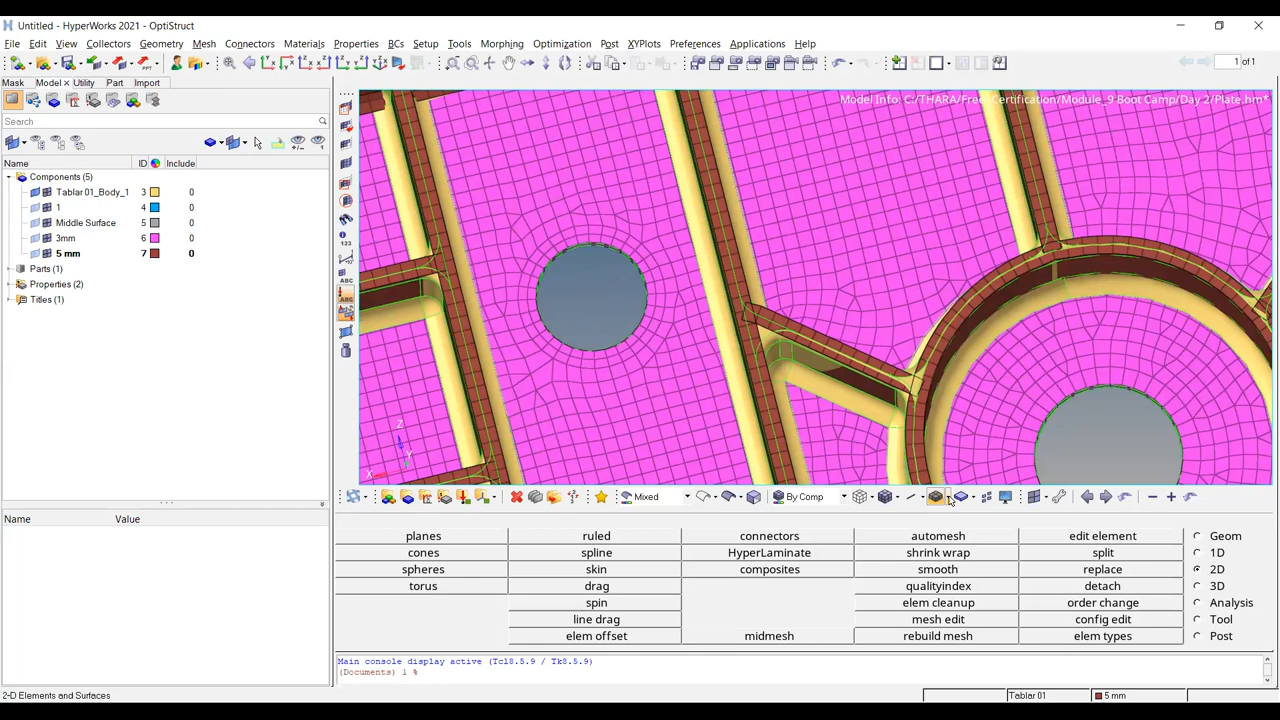 Untitled - HyperWorks 2021 - OptiStruct
File Edit View Collectors Geometry Mesh Connectors Materials Properties BCs Setup Tools Morphing Optimization Post XYPlots Preferences Applications Help
1 of 1
Mask Model Utility Part Import
Model Info: C:/THARA/Free_Certification/Module_9 Boot Camp/Day 2/Plate.hm*
Search
Name ID Include
Components (5)
Tablar 01_Body_1 3 0
1 4 0
Middle Surface 5 0
3mm 6 0
5 mm 7 0
Parts (1)
Properties (2)
Titles (1)
123
ABC
ABC
Z
Y
X
Mixed By Comp
Name Value
planes ruled connectors automesh edit element Geom
cones spline HyperLaminate shrink wrap split 1D
spheres skin composites smooth replace 2D
torus drag qualityindex detach 3D
spin elem cleanup order change Analysis
line drag mesh edit config edit Tool
elem offset midmesh rebuild mesh elem types Post
Main console display active (Tcl8.5.9 / Tk8.5.9)
(Documents) 1 %
2-D Elements and Surfaces Tablar 01 5 mm